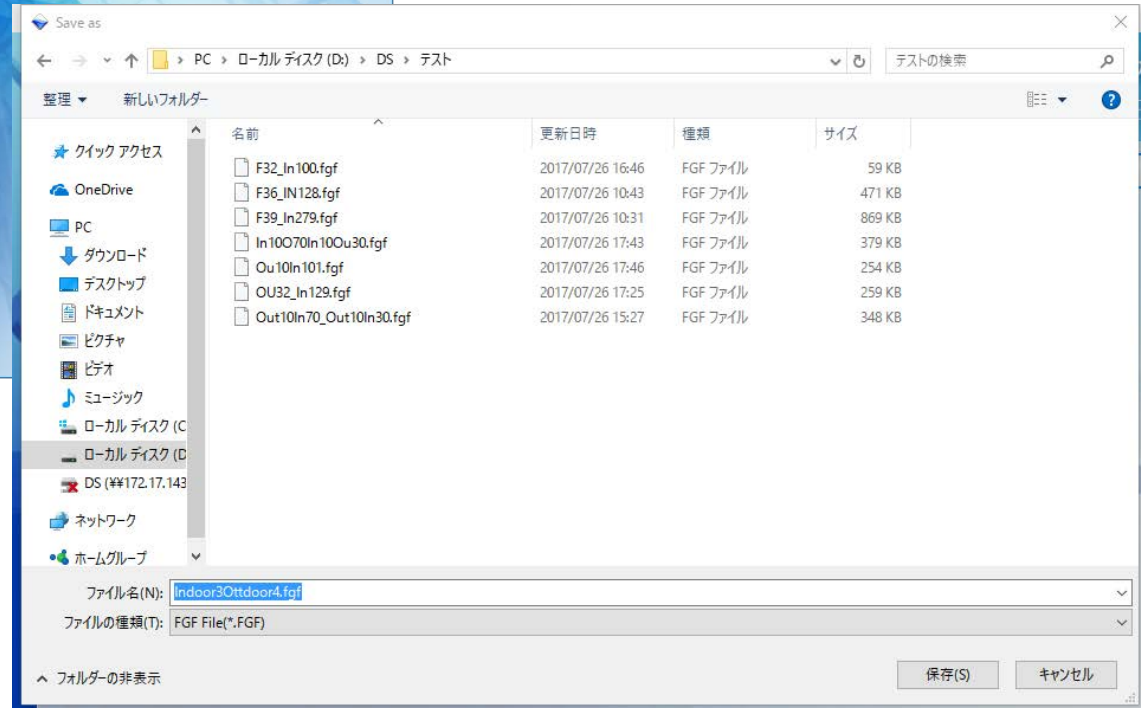 Save as
PC › ローカル ディスク (D:) › DS › テスト
テストの検索
整理 新しいフォルダー
名前 更新日時 種類 サイズ
クイック アクセス
OneDrive
PC
ダウンロード
デスクトップ
ドキュメント
ピクチャ
ビデオ
ミュージック
ローカル ディスク (C
ローカル ディスク (D
DS (¥¥172.17.143
ネットワーク
ホームグループ
F32_In100.fgf 2017/07/26 16:46 FGF ファイル 59 KB
F36_IN128.fgf 2017/07/26 10:43 FGF ファイル 471 KB
F39_In279.fgf 2017/07/26 10:31 FGF ファイル 869 KB
In10O70In10Ou30.fgf 2017/07/26 17:43 FGF ファイル 379 KB
Ou10In101.fgf 2017/07/26 17:46 FGF ファイル 254 KB
OU32_In129.fgf 2017/07/26 17:25 FGF ファイル 259 KB
Out10In70_Out10In30.fgf 2017/07/26 15:27 FGF ファイル 348 KB
ファイル名(N): Indoor3Ottdoor4.fgf
ファイルの種類(T): FGF File(*.FGF)
フォルダーの非表示 保存(S) キャンセル